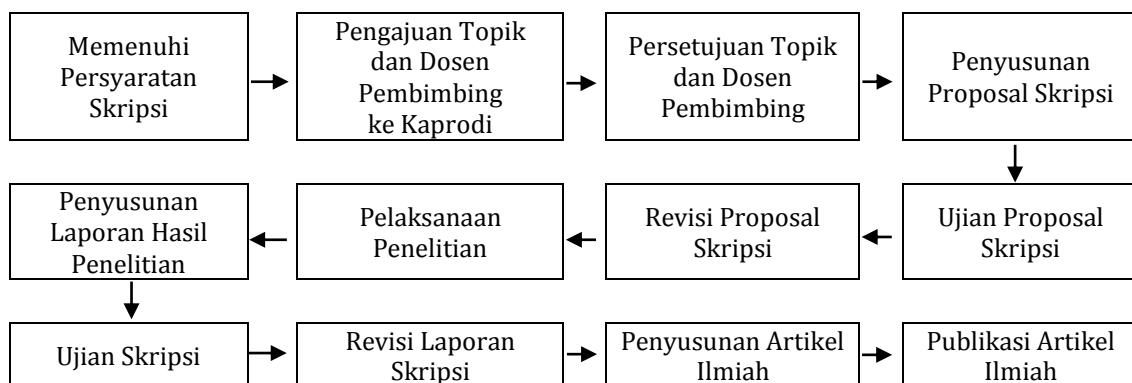 Memenuhi
Persyaratan
Skripsi
Pengajuan Topik
dan Dosen
Pembimbing
ke Kaprodi
Persetujuan Topik
dan Dosen
Pembimbing
Penyusunan
Proposal Skripsi
Ujian Proposal
Skripsi
Revisi Proposal
Skripsi
Pelaksanaan
Penelitian
Penyusunan
Laporan Hasil
Penelitian
Ujian Skripsi
Revisi Laporan
Skripsi
Penyusunan Artikel
Ilmiah
Publikasi Artikel
Ilmiah